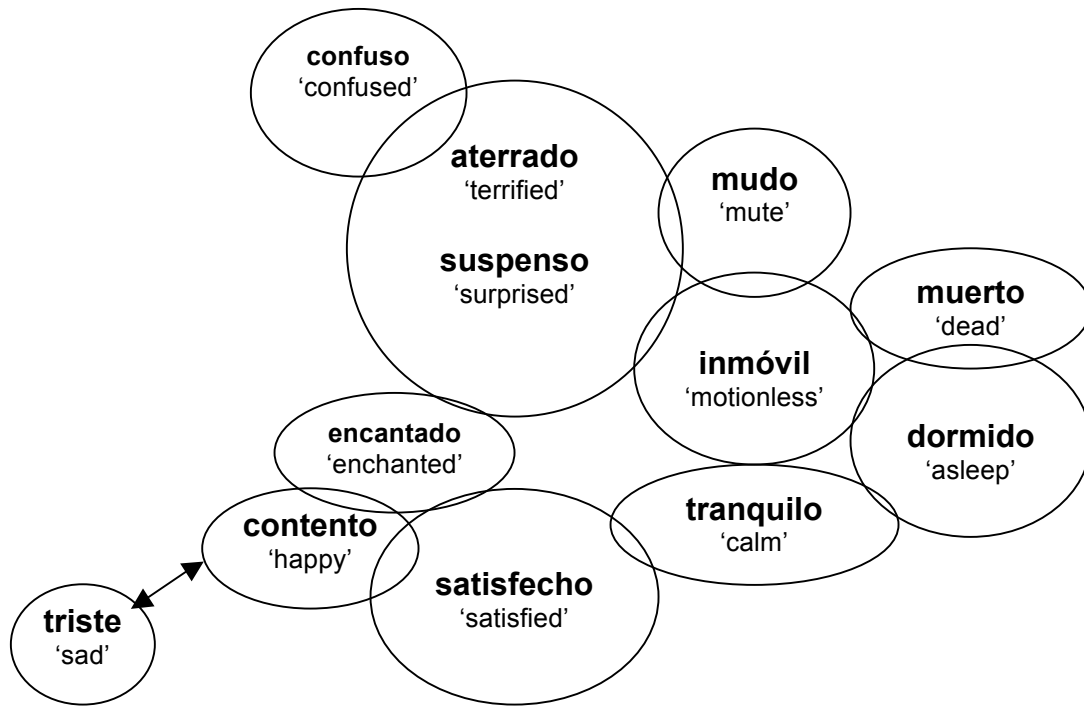 confuso
‘confused’
aterrado
‘terrified’
mudo
‘mute’
suspenso
‘surprised’
muerto
‘dead’
inmóvil
‘motionless’
encantado
‘enchanted’
dormido
‘asleep’
contento
‘happy’
tranquilo
‘calm’
satisfecho
‘satisfied’
triste
‘sad’